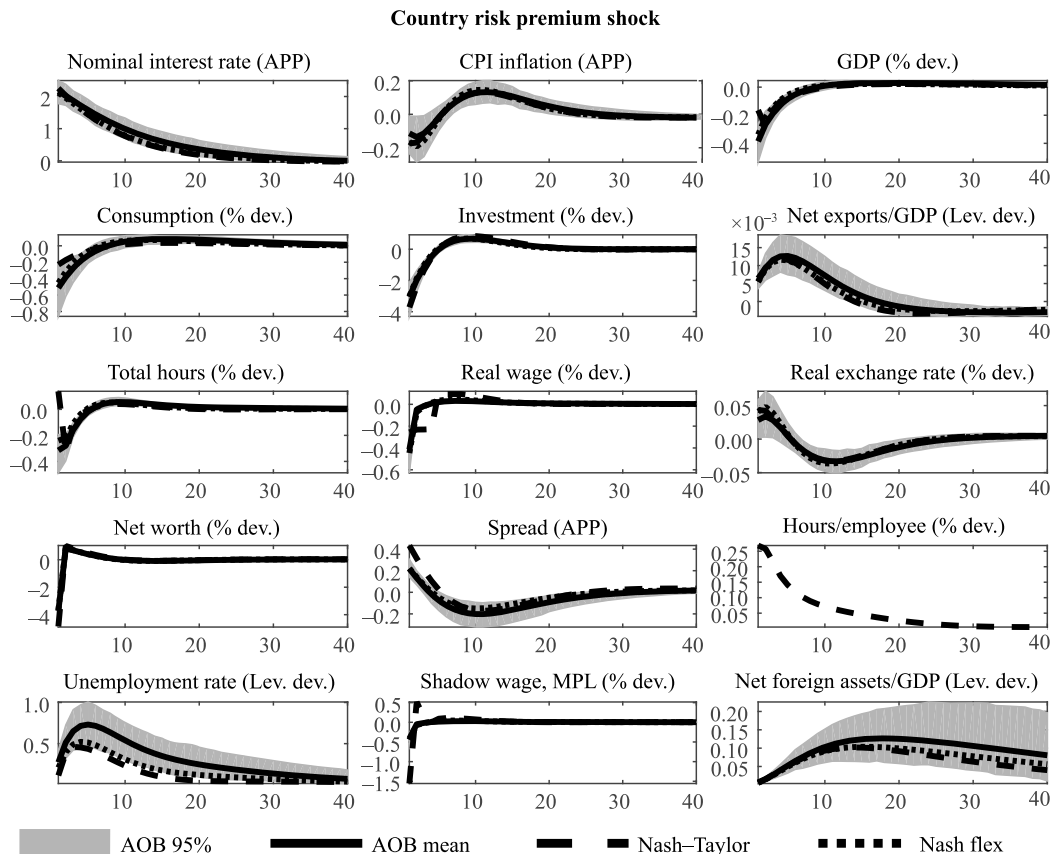 Country risk premium shock
Nominal interest rate (APP)
2
1
0
10 20 30 40
CPI inflation (APP)
0.2
0.0
−0.2
10 20 30 40
GDP (% dev.)
0.0
−0.2
−0.4
10 20 30 40
Consumption (% dev.)
0.0
−0.2
−0.4
−0.6
−0.8
10 20 30 40
Investment (% dev.)
0
−2
−4
10 20 30 40
Net exports/GDP (Lev. dev.)
×10−3
15
10
5
0
10 20 30 40
Total hours (% dev.)
0.0
−0.2
−0.4
10 20 30 40
Real wage (% dev.)
0.0
−0.2
−0.4
−0.6
10 20 30 40
Real exchange rate (% dev.)
0.05
0.00
−0.05
10 20 30 40
Net worth (% dev.)
0
−2
−4
10 20 30 40
Spread (APP)
0.4
0.2
0.0
−0.2
10 20 30 40
Hours/employee (% dev.)
0.25
0.20
0.15
0.10
0.05
10 20 30 40
Unemployment rate (Lev. dev.)
1.0
0.5
10 20 30 40
Shadow wage, MPL (% dev.)
0.5
0.0
−0.5
−1.0
−1.5
10 20 30 40
Net foreign assets/GDP (Lev. dev.)
0.20
0.15
0.10
0.05
10 20 30 40
AOB 95% AOB mean Nash–Taylor Nash flex